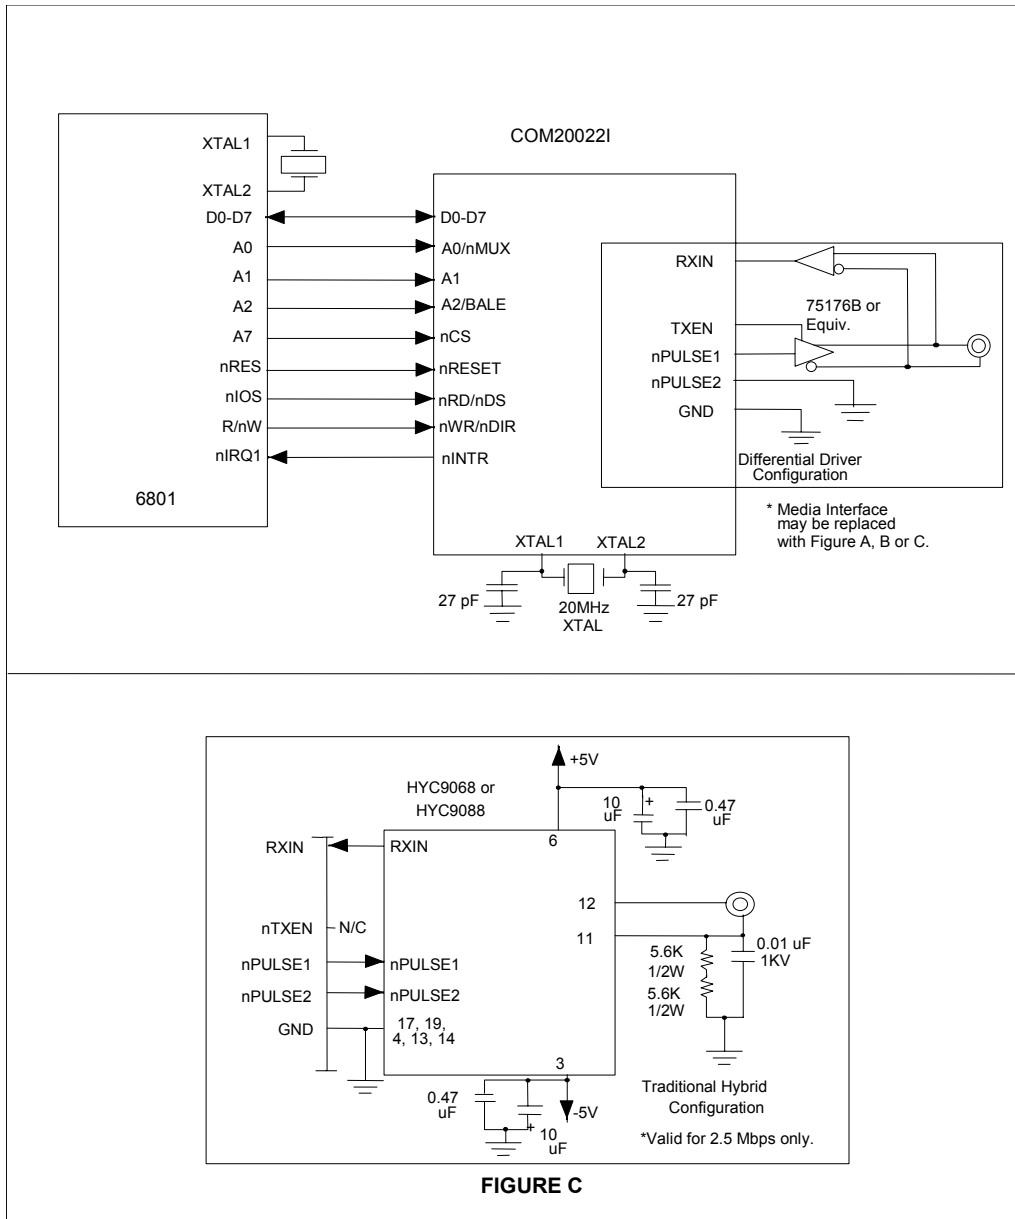 COM20022I
XTAL1
XTAL2
D0-D7
A0
A1
A2
A7
nRES
nIOS
R/nW
nIRQ1
6801
D0-D7
A0/nMUX
A1
A2/BALE
nCS
nRESET
nRD/nDS
nWR/nDIR
nINTR
RXIN
TXEN
nPULSE1
nPULSE2
GND
75176B or
Equiv.
Differential Driver
Configuration
* Media Interface
may be replaced
with Figure A, B or C.
XTAL1
XTAL2
27 pF
20MHz
XTAL
27 pF
+5V
HYC9068 or
HYC9088
10
uF
+
0.47
uF
6
RXIN
RXIN
nTXEN
N/C
nPULSE1
nPULSE1
nPULSE2
nPULSE2
GND
17, 19,
4, 13, 14
12
11
5.6K
1/2W
5.6K
1/2W
0.01 uF
1KV
3
0.47
uF
+
10
uF
-5V
Traditional Hybrid
Configuration
*Valid for 2.5 Mbps only.
FIGURE C